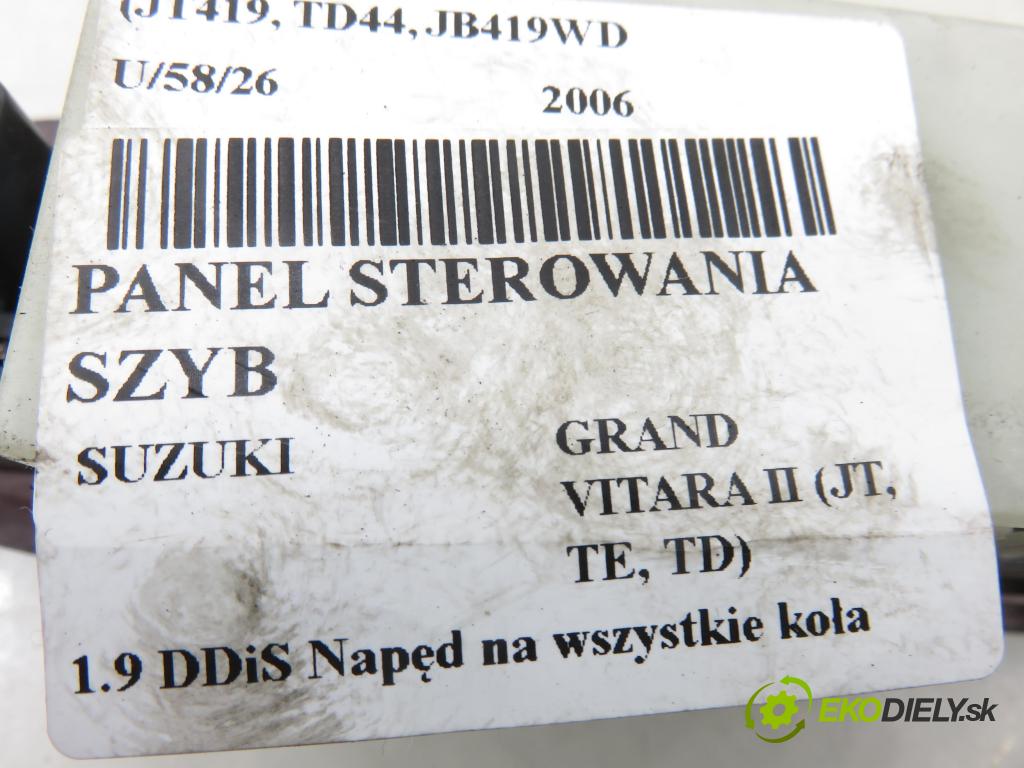 (JT419, TD44, JB419WD
U/58/26 2006
PANEL STEROWANIA
SZYB
SUZUKI GRAND
VITARA II (JT,
TE, TD)
1.9 DDiS Napęd na wszystkie koła
EKODIELY.sk